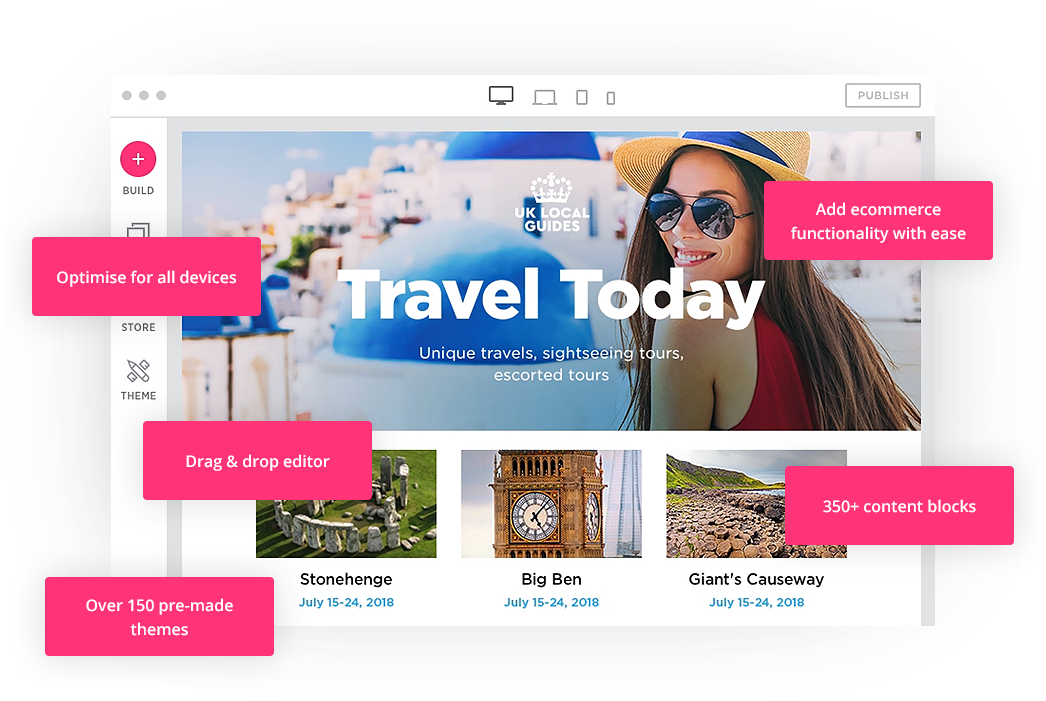 PUBLISH
BUILD
UK LOCAL
GUIDES
Add ecommerce
functionality with ease
Optimise for all devices
Travel Today
STORE
Unique travels, sightseeing tours,
escorted tours
THEME
Drag & drop editor
350+ content blocks
Stonehenge
Big Ben
Giant's Causeway
July 15-24, 2018
July 15-24, 2018
July 15-24, 2018
Over 150 pre-made
themes